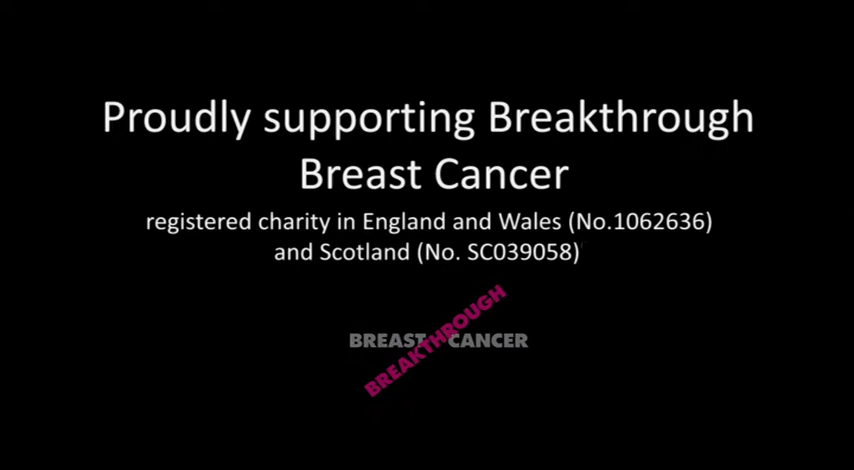 Proudly supporting Breakthrough
Breast Cancer
registered charity in England and Wales (No.1062636)
and Scotland (No. SC039058)
BREAST CANCER
BREAKTHROUGH